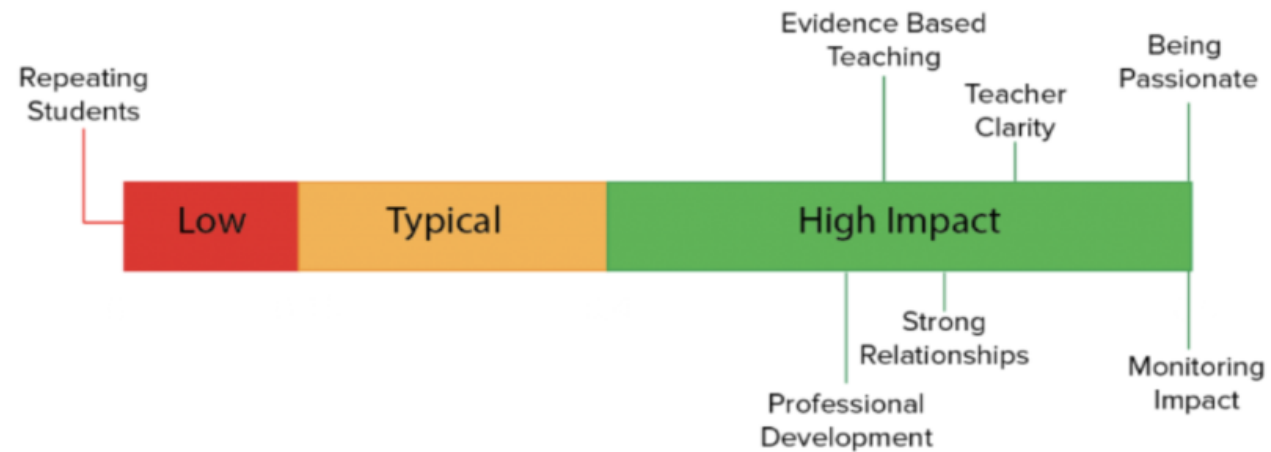 Evidence Based
Teaching
Being
Passionate
Repeating
Students
Teacher
Clarity
Low
Typical
High Impact
Strong
Relationships
Monitoring
Impact
Professional
Development